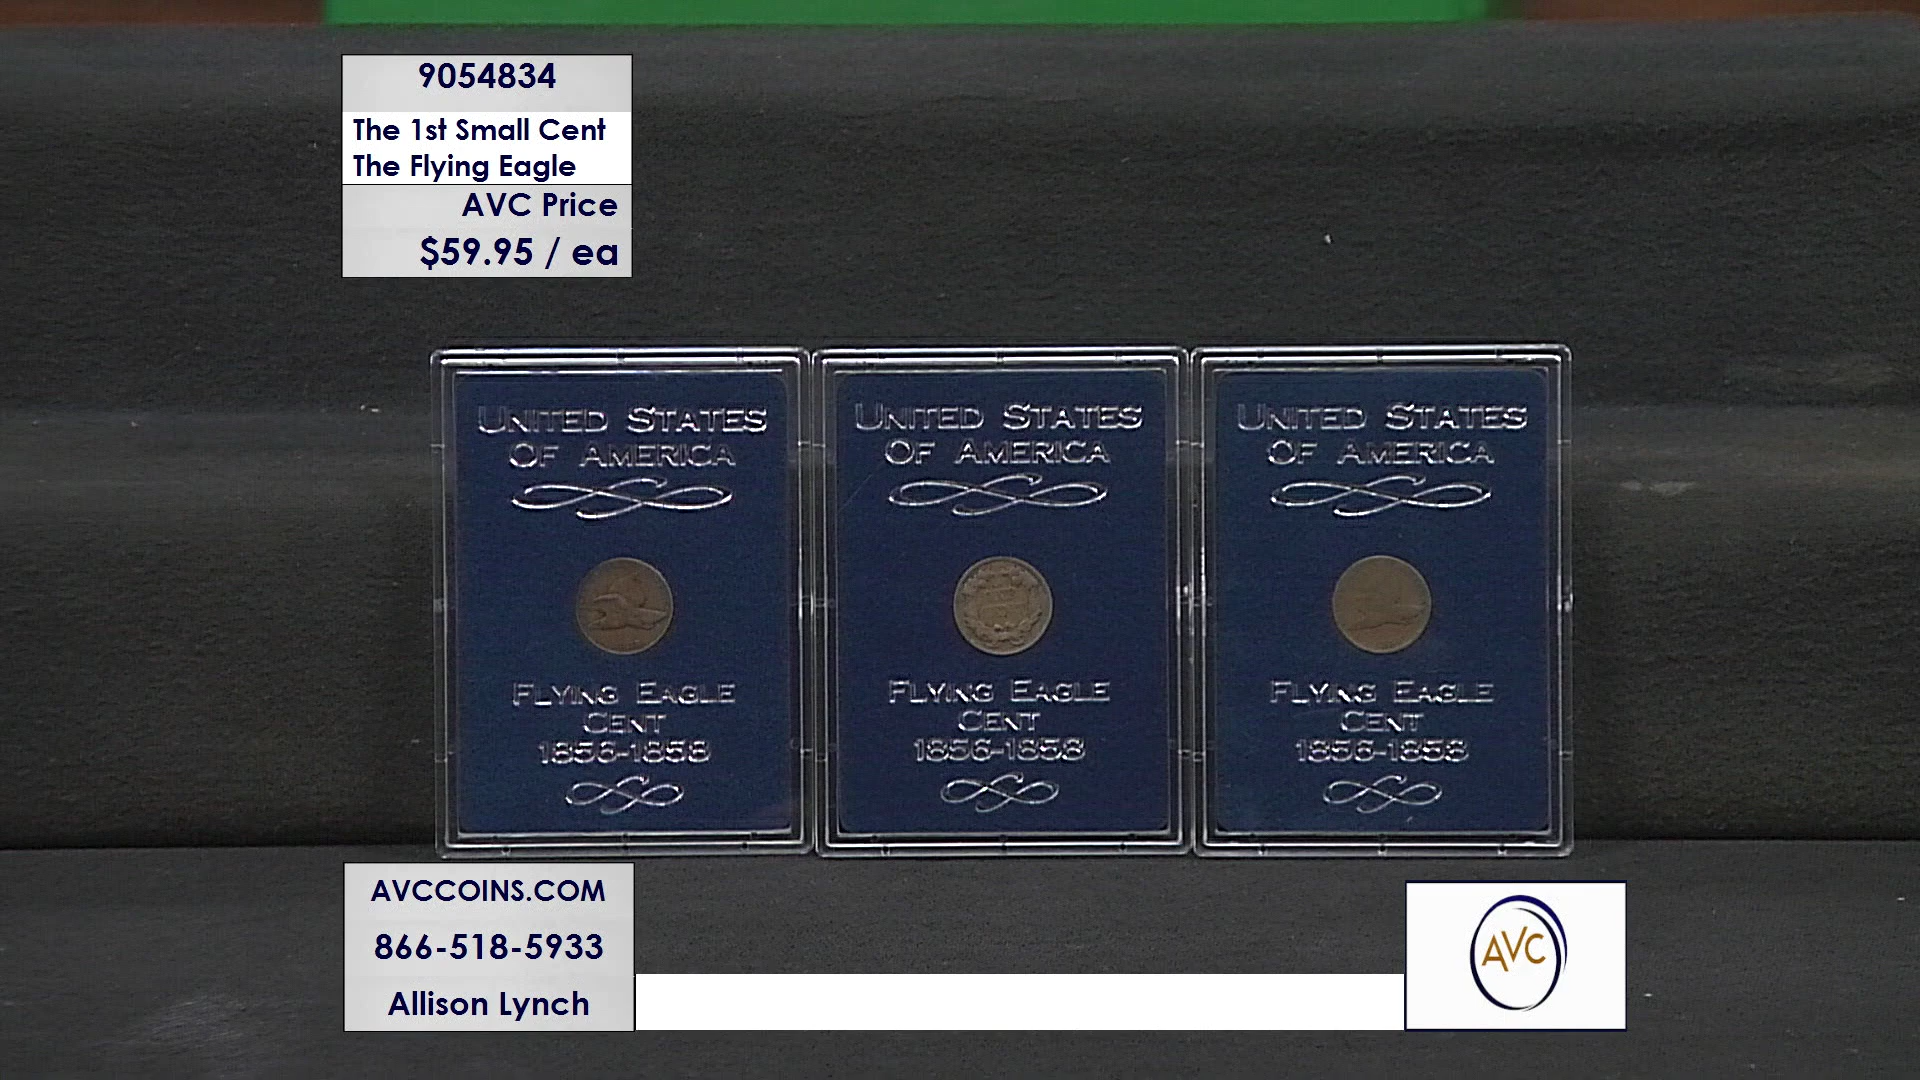 9054834
The 1st Small Cent
The Flying Eagle
AVC Price
$59.95 / ea
UNITED STATES
OF AMERICA
FLYING EAGLE
CENT
1856-1858
UNITED STATES
OF AMERICA
FLYING EAGLE
CENT
1856-1858
UNITED STATES
OF AMERICA
FLYING EAGLE
CENT
1856-1858
AVCCOINS.COM
866-518-5933
Allison Lynch
AVC